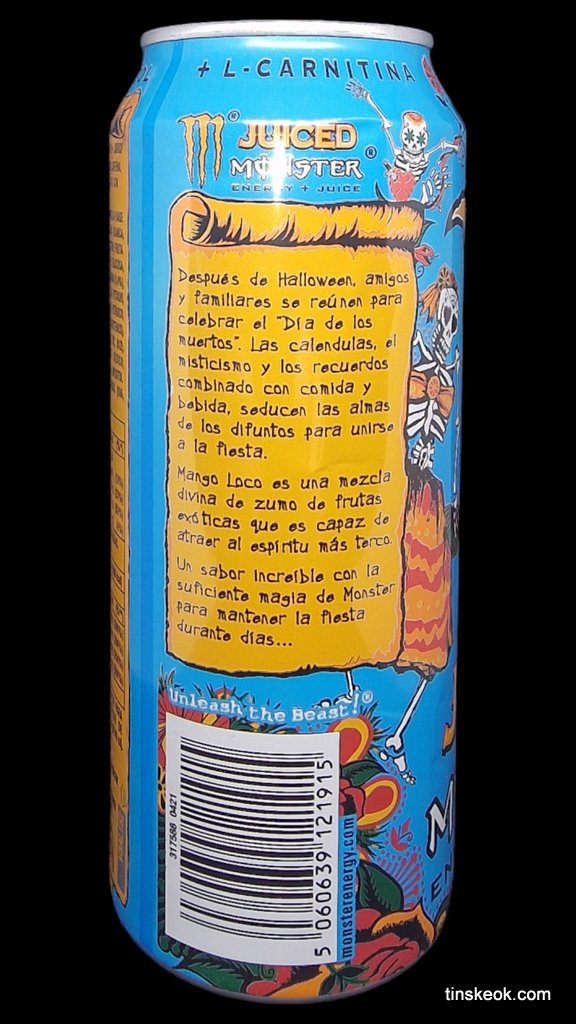 OL + L-CARNITINA
JUICED
MONSTER
ENERGY + JUICE
Después de Halloween, amigos
y familiares se reúnen para
celebrar el "Día de los
muertos". Las calendulas, el
misticismo y los recuerdos
combinado con comida y
bebida, seducen las almas
de los difuntos para unirse
a la fiesta.
Mango Loco es una mezcla
divina de zumo de frutas
exóticas que es capaz de
atraer al espíritu más terco.
Un sabor increíble con la
suficiente magia de Monster
para mantener la fiesta
durante días...
Unleash the Beast!®
317586 0421
5 060639 121915
monsterenergy.com
tinskeok.com